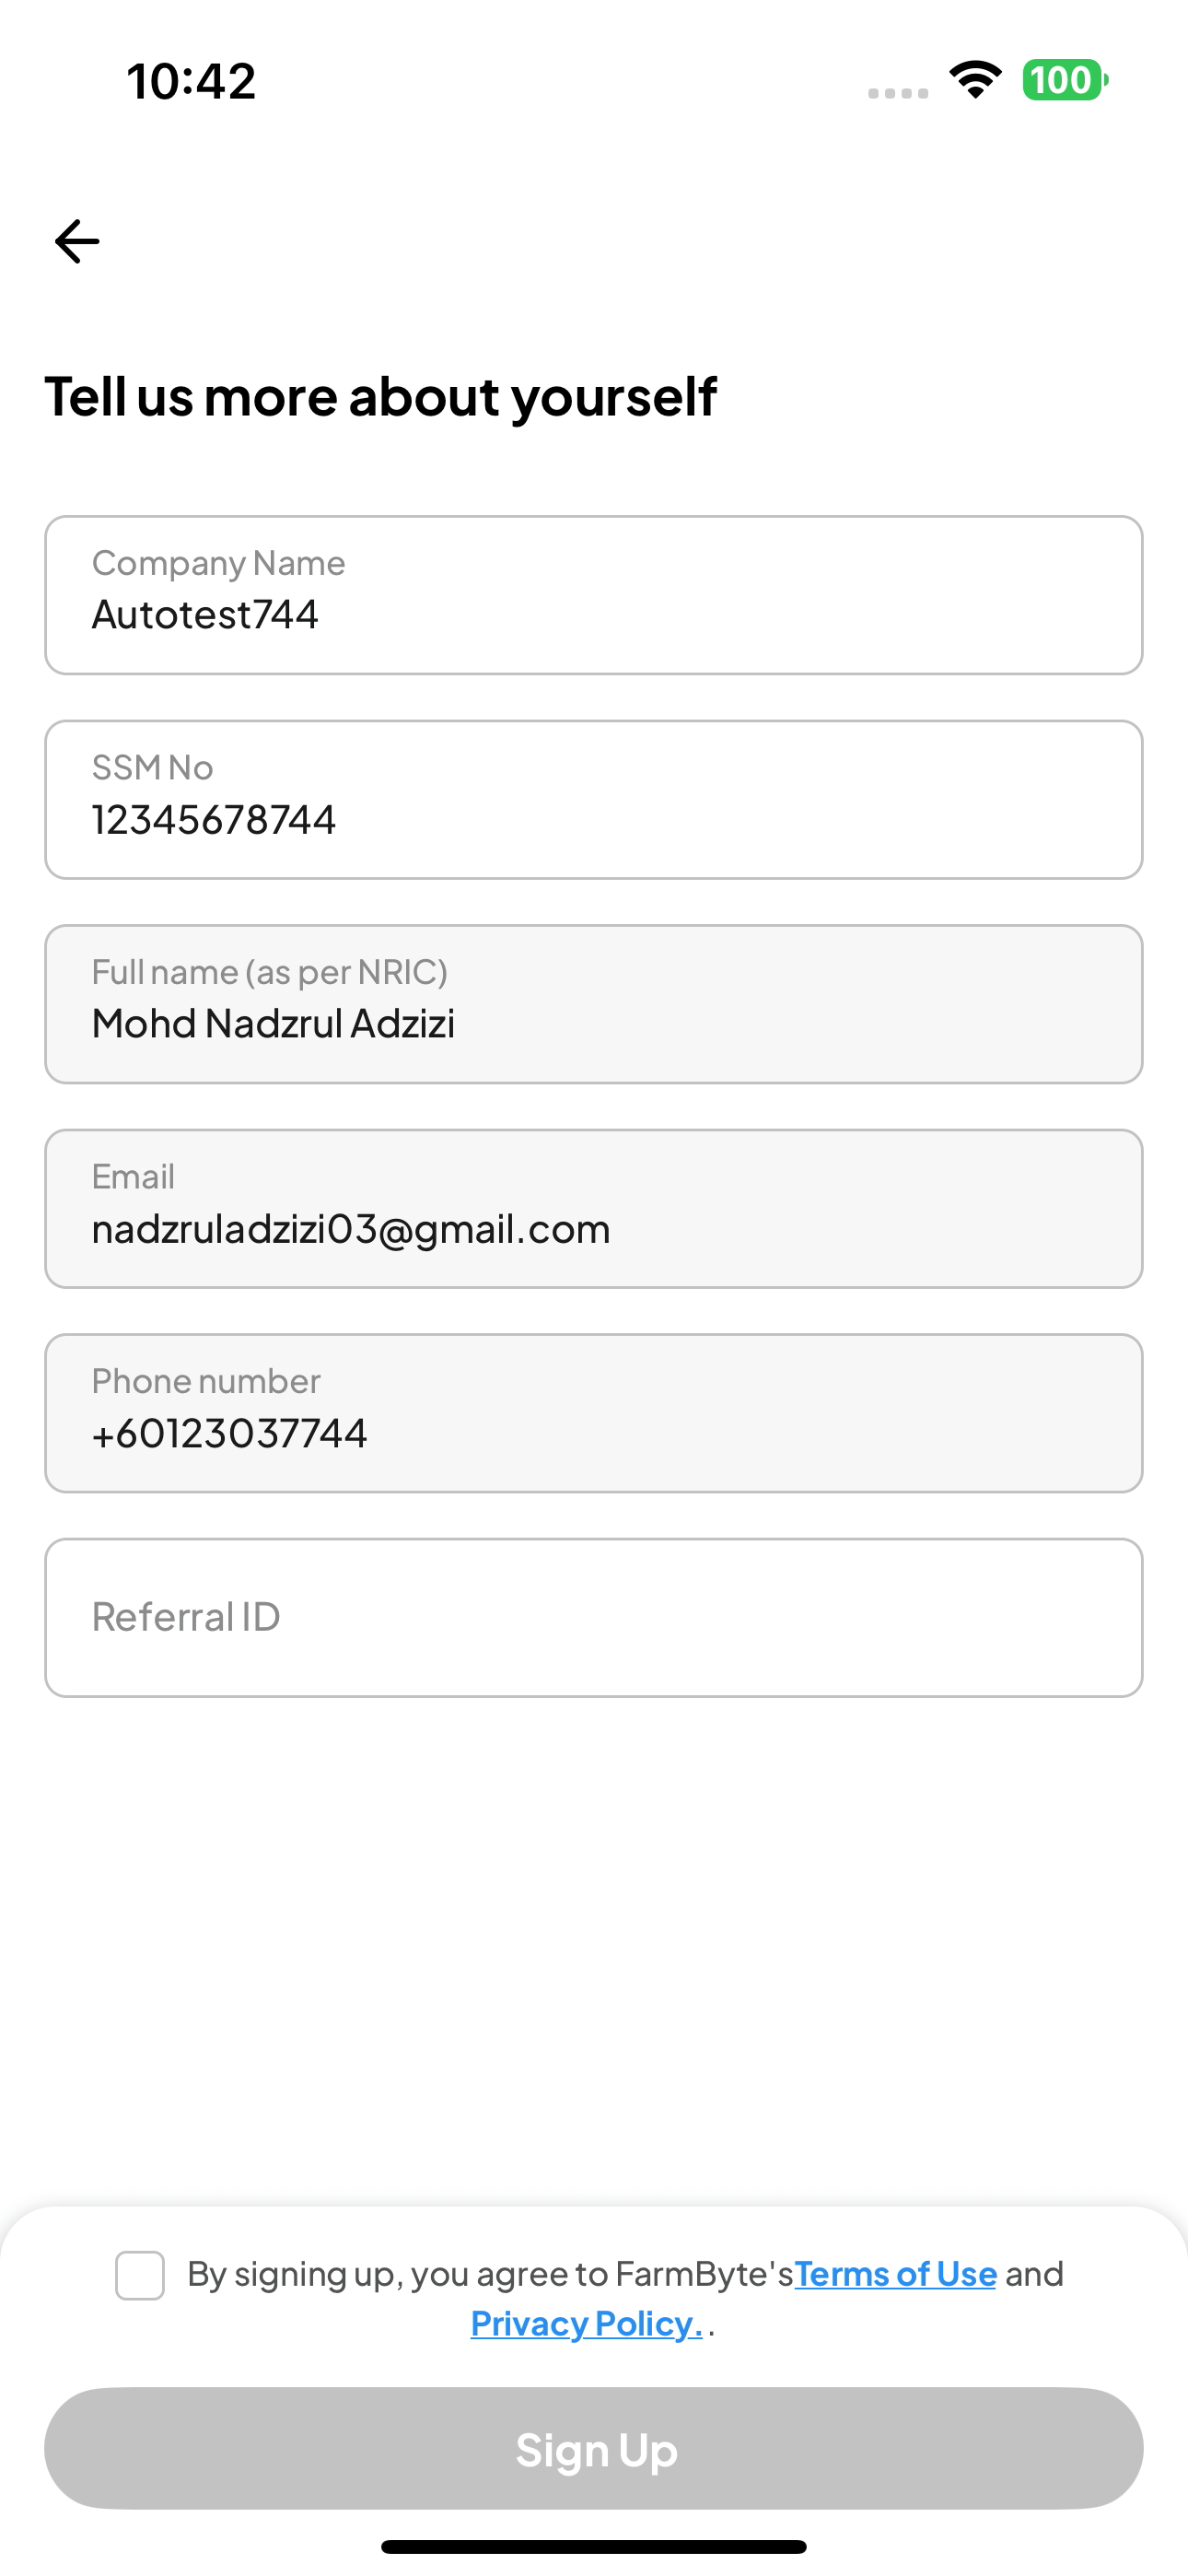 10:42
100
Tell us more about yourself
Company Name
Autotest744
SSM No
12345678744
Full name (as per NRIC)
Mohd Nadzrul Adzizi
Email
nadzruladzizi03@gmail.com
Phone number
+60123037744
Referral ID
By signing up, you agree to FarmByte'sTerms of Use and
Privacy Policy. .
Sign Up